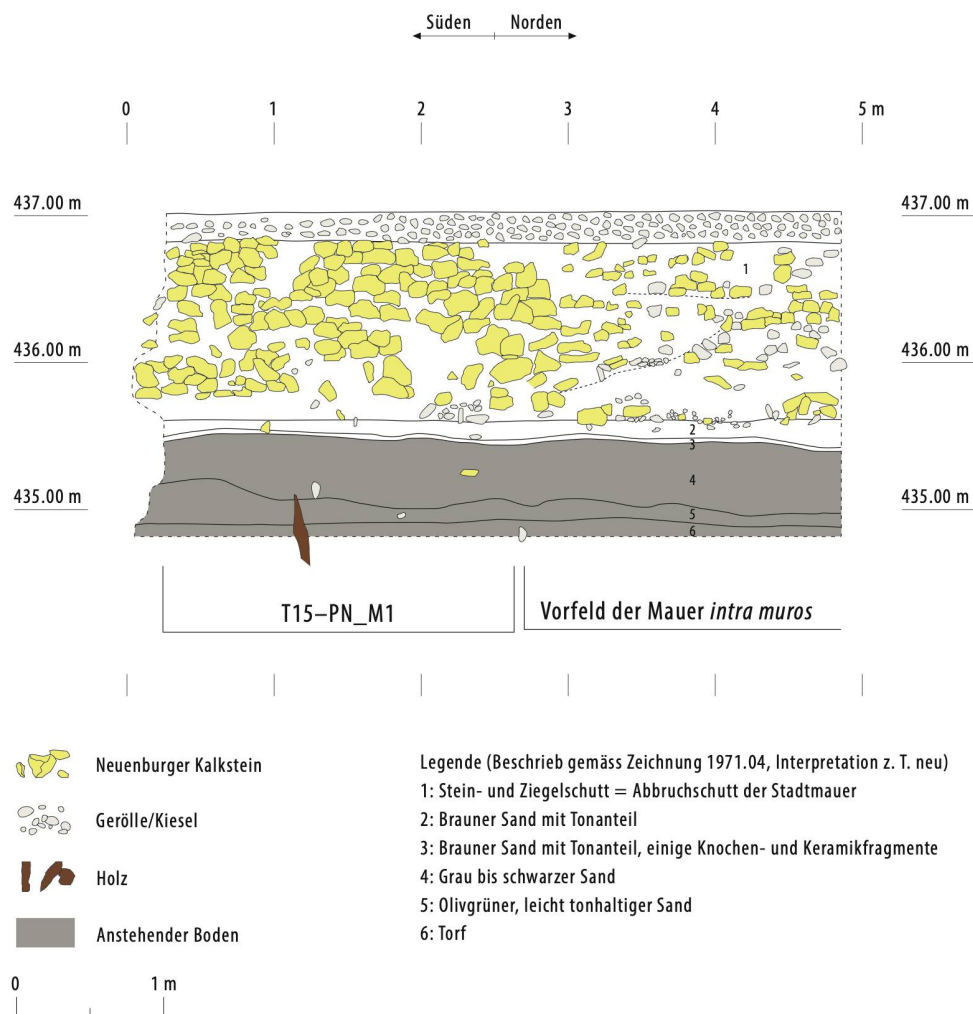 Süden Norden
0 1 2 3 4 5 m
437.00 m 437.00 m
1
436.00 m 436.00 m
2
3
4
435.00 m 435.00 m
5
6
T15–PN_M1 Vorfeld der Mauer intra muros
Neuenburger Kalkstein
Gerölle/Kiesel
Holz
Anstehender Boden
Legende (Beschrieb gemäss Zeichnung 1971.04, Interpretation z. T. neu)
1: Stein- und Ziegelschutt = Abbruchschutt der Stadtmauer
2: Brauner Sand mit Tonanteil
3: Brauner Sand mit Tonanteil, einige Knochen- und Keramikfragmente
4: Grau bis schwarzer Sand
5: Olivgrüner, leicht tonhaltiger Sand
6: Torf
0 1 m